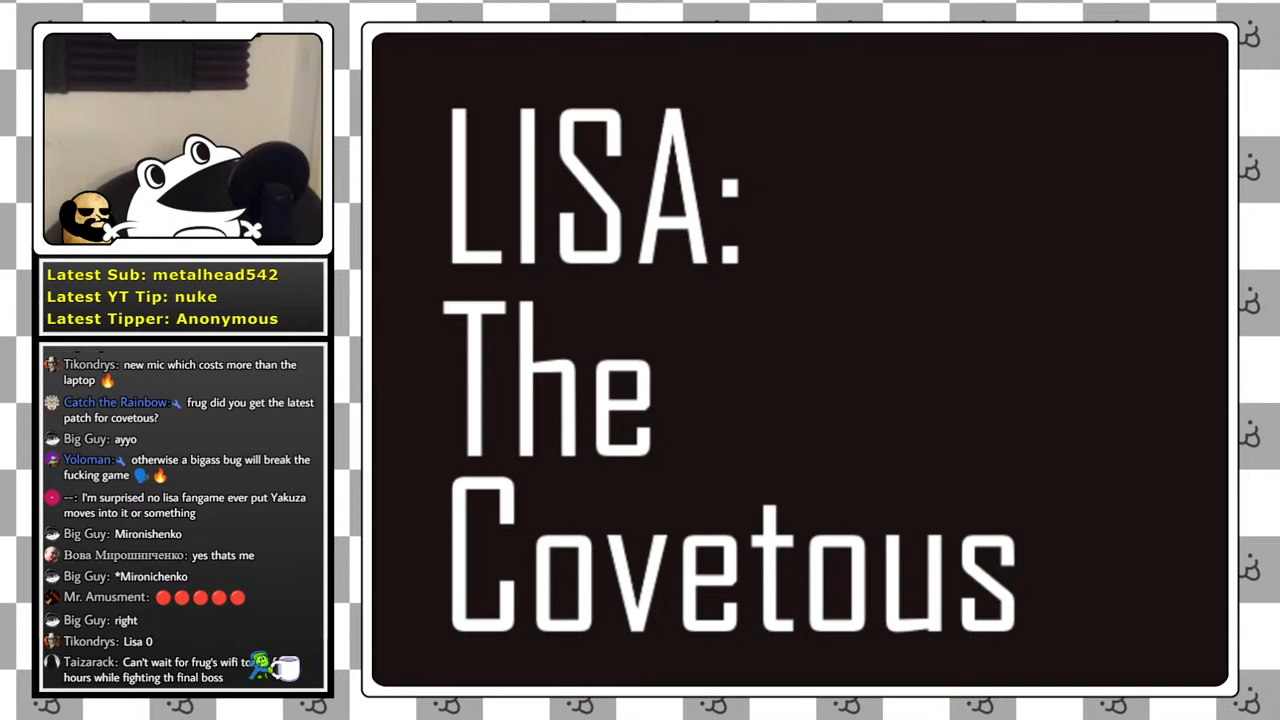 LISA:
The
Covetous
Latest Sub: metalhead542
Latest YT Tip: nuke
Latest Tipper: Anonymous
Tikondrys: new mic which costs more than the
laptop 🔥
Catch the Rainbow: frug did you get the latest
patch for covetous?
Big Guy: ayyo
Yoloman: otherwise a bigass bug will break the
fucking game 🗣️ 🔥
--: I'm surprised no lisa fangame ever put Yakuza
moves into it or something
Big Guy: Mironishenko
Вова Мирошниченко: yes thats me
Big Guy: *Mironichenko
Mr. Amusment: 🔴🔴🔴🔴🔴
Big Guy: right
Tikondrys: Lisa 0
Taizarack: Can't wait for frug's wifi
hours while fighting th final boss